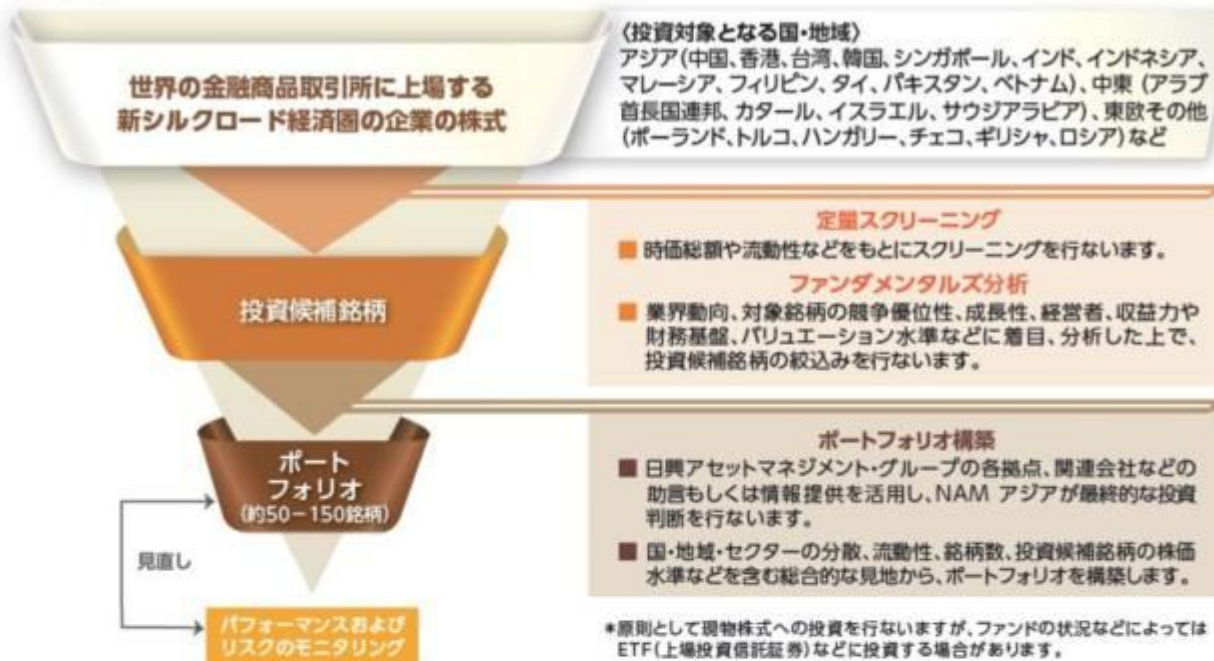 世界の金融商品取引所に上場する
新シルクロード経済圏の企業の株式
〈投資対象となる国・地域〉
アジア(中国、香港、台湾、韓国、シンガポール、インド、インドネシア、
マレーシア、フィリピン、タイ、パキスタン、ベトナム)、中東 (アラブ
首長国連邦、カタール、イスラエル、サウジアラビア)、東欧その他
(ポーランド、トルコ、ハンガリー、チェコ、ギリシャ、ロシア)など
定量スクリーニング
■ 時価総額や流動性などをもとにスクリーニングを行ないます。
ファンダメンタルズ分析
■ 業界動向、対象銘柄の競争優位性、成長性、経営者、収益力や
財務基盤、バリュエーション水準などに着目、分析した上で、
投資候補銘柄の絞込みを行ないます。
投資候補銘柄
ポートフォリオ構築
■ 日興アセットマネジメント・グループの各拠点、関連会社などの
助言もしくは情報提供を活用し、NAM アジアが最終的な投資
判断を行ないます。
■ 国・地域・セクターの分散、流動性、銘柄数、投資候補銘柄の株価
水準などを含む総合的な見地から、ポートフォリオを構築します。
ポート
フォリオ
(約50－150銘柄)
見直し
パフォーマンスおよび
リスクのモニタリング
*原則として現物株式への投資を行ないますが、ファンドの状況などによっては
ETF(上場投資信託証券)などに投資する場合があります。